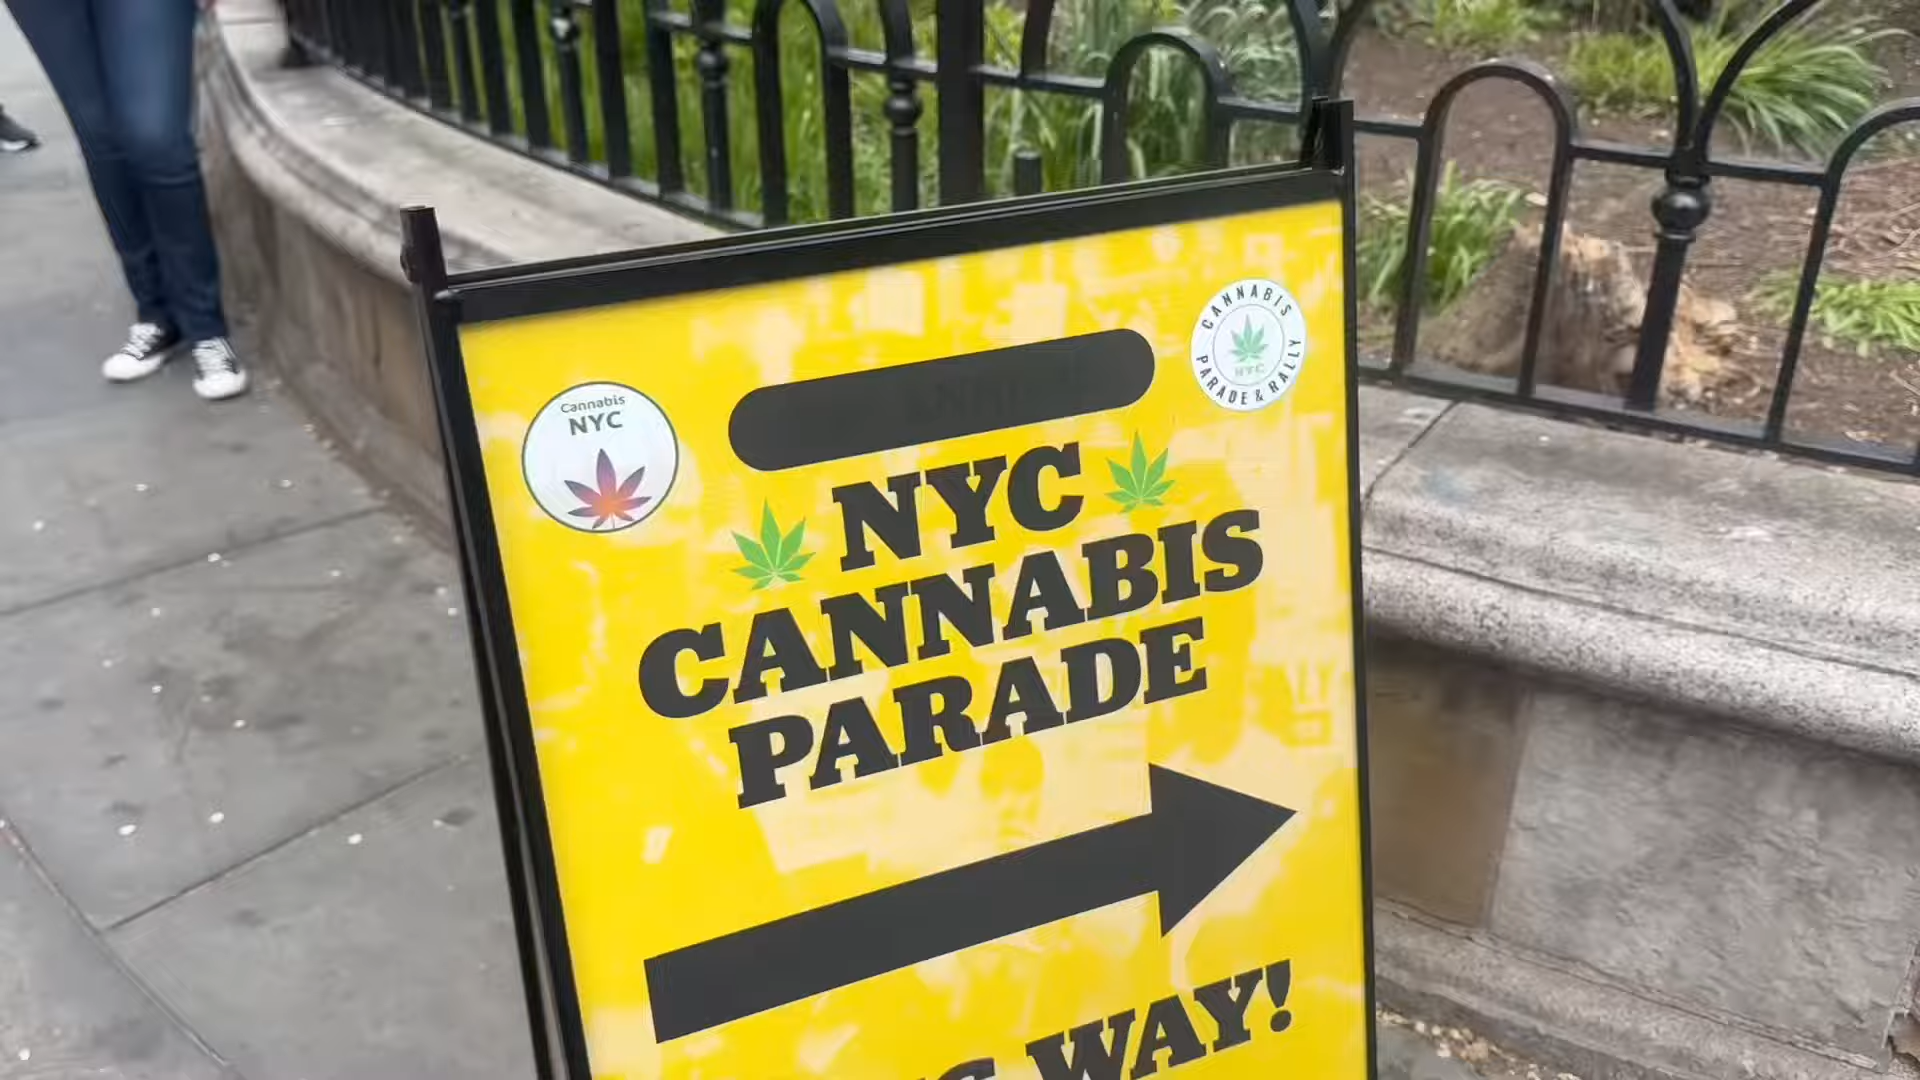 Cannabis
NYC
CANNABIS
PARADE & RALLY
NYC
NYC
CANNABIS
PARADE
WAY!